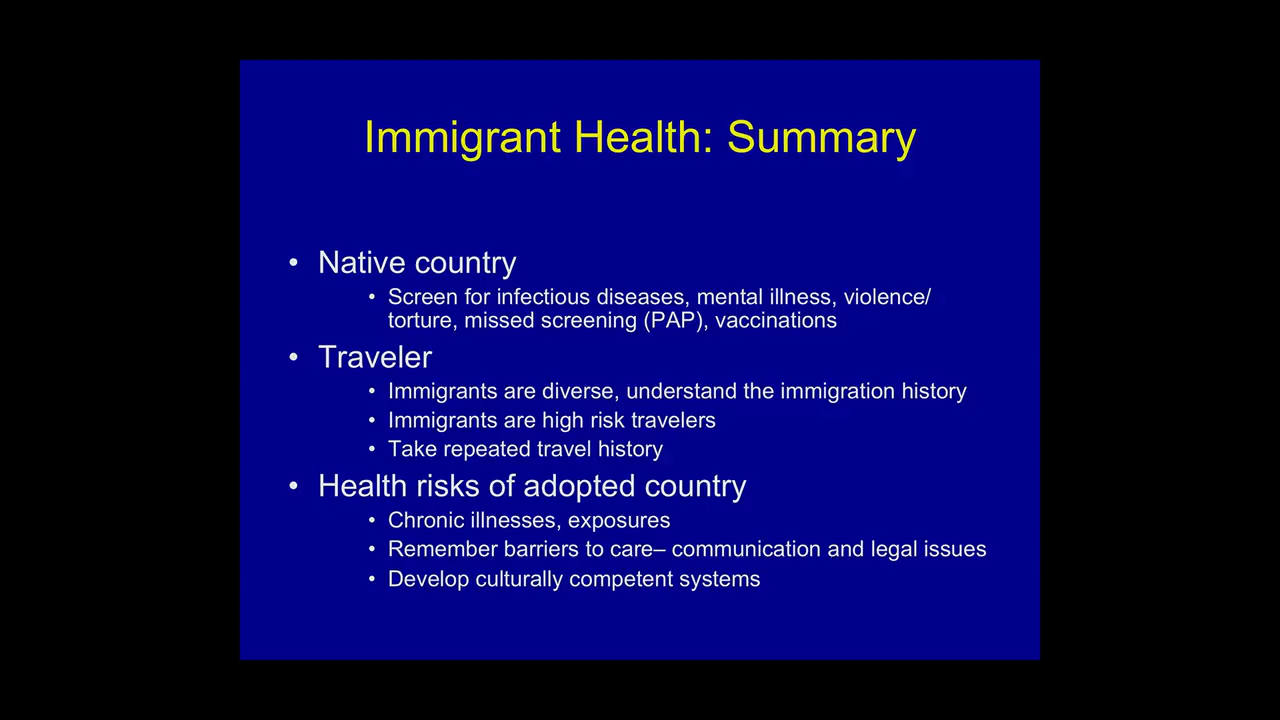 Immigrant Health: Summary
• Native country
• Screen for infectious diseases, mental illness, violence/
torture, missed screening (PAP), vaccinations
• Traveler
• Immigrants are diverse, understand the immigration history
• Immigrants are high risk travelers
• Take repeated travel history
• Health risks of adopted country
• Chronic illnesses, exposures
• Remember barriers to care– communication and legal issues
• Develop culturally competent systems